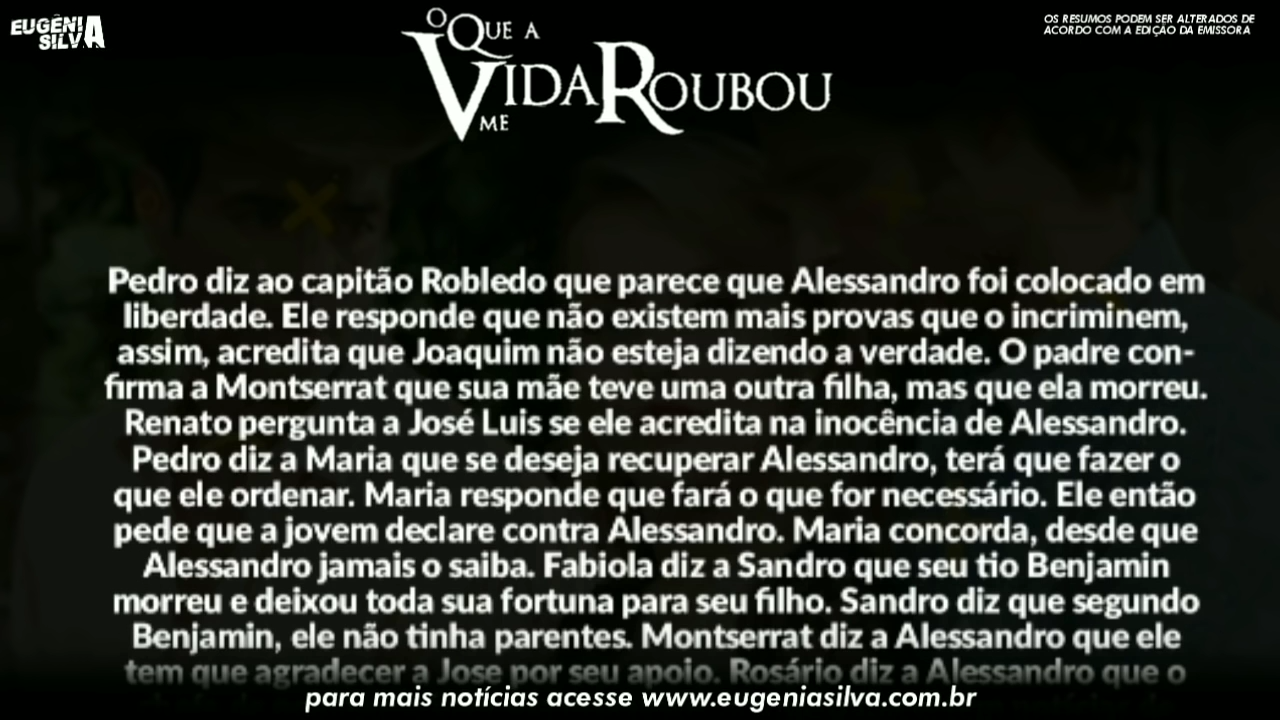 EUGÊNIA
SILVA
O QUE A
VIDA ROUBOU
ME
OS RESUMOS PODEM SER ALTERADOS DE
ACORDO COM A EDIÇÃO DA EMISSORA
Pedro diz ao capitão Robledo que parece que Alessandro foi colocado em
liberdade. Ele responde que não existem mais provas que o incriminem,
assim, acredita que Joaquim não esteja dizendo a verdade. O padre con-
firma a Montserrat que sua mãe teve uma outra filha, mas que ela morreu.
Renato pergunta a José Luis se ele acredita na inocência de Alessandro.
Pedro diz a Maria que se deseja recuperar Alessandro, terá que fazer o
que ele ordenar. Maria responde que fará o que for necessário. Ele então
pede que a jovem declare contra Alessandro. Maria concorda, desde que
Alessandro jamais o saiba. Fabiola diz a Sandro que seu tio Benjamin
morreu e deixou toda sua fortuna para seu filho. Sandro diz que segundo
Benjamin, ele não tinha parentes. Montserrat diz a Alessandro que ele
tem que agradecer a Jose por seu apoio. Rosário diz a Alessandro que o
para mais notícias acesse www.eugeniasilva.com.br